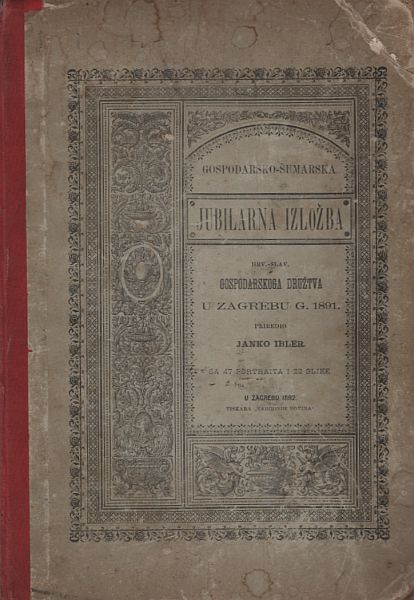 GOSPODARSKO-ŠUMARSKA
JUBILARNA IZLOŽBA
HRV.-SLAV.
GOSPODARSKOGA DRUŽTVA
U ZAGREBU G. 1891.
PRIREDIO
JANKO IBLER.
SA 47 PORTRAITA I 22 SLIKE
U ZAGREBU 1892.
TISKARA „NARODNIH NOVINA“